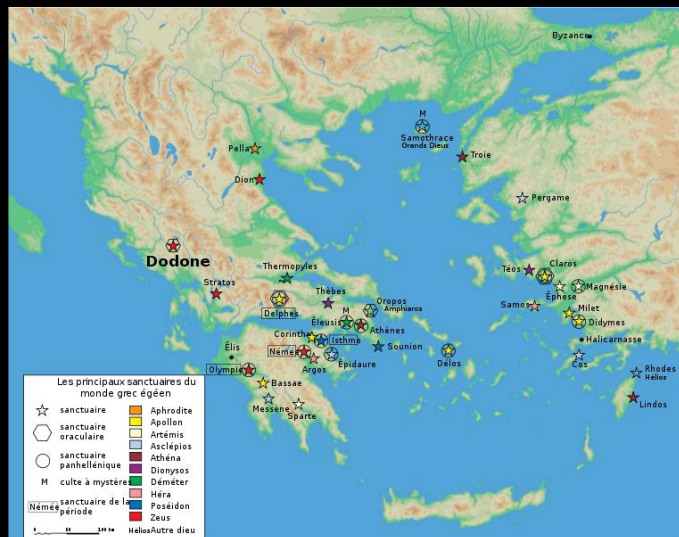 Byzance
M
Samothrace
Grands Dieux
Pella
Troie
Dion
Pergame
Dodone
Thermopyles
Claros
Téos
Stratos
Thèbes
Oropos
Amphiaraos
Magnésie
Éphèse
Delphes
M
Éleusis
Samos
Milet
Athènes
Didymes
Corinthe
Isthme
Sounion
Halicarnasse
Élis
Némée
Délos
Épidaure
Cos
Argos
Olympie
Rhodes
Helios
Bassae
Lindos
Messène
Sparte
Les principaux sanctuaires du
monde grec égéen
sanctuaire
sanctuaire
oraculaire
sanctuaire
panhellénique
M culte à mystères
Némée sanctuaire de la
période
Aphrodite
Apollon
Artémis
Asclépios
Athéna
Dionysos
Déméter
Héra
Poséidon
Zeus
Helios Autre dieu